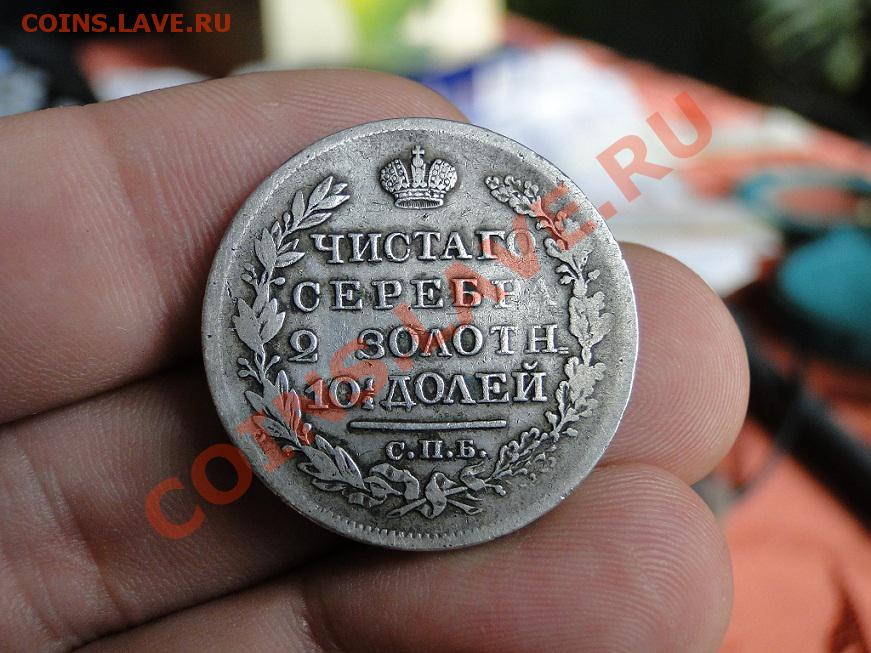 COINS.LAVE.RU
ЧИСТАГО
СЕРЕБРА
2 ЗОЛОТН.
10½ ДОЛЕЙ
С.П.Б.
COINS.LAVE.RU